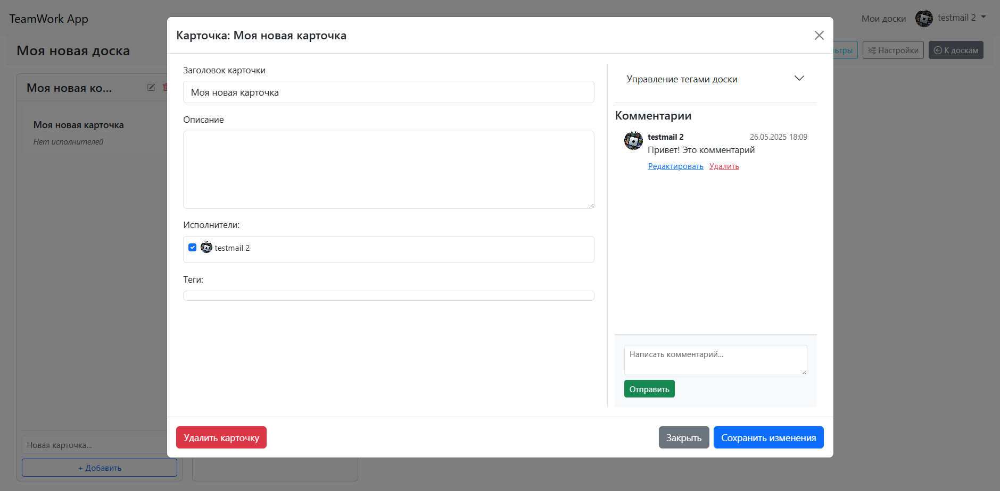 TeamWork App
Мои доски
testmail 2
Моя новая доска
льтры
Настройки
К доскам
Моя новая ко...
Моя новая карточка
Нет исполнителей
Новая карточка...
+ Добавить
Карточка: Моя новая карточка
Заголовок карточки
Моя новая карточка
Описание
Исполнители:
testmail 2
Теги:
Управление тегами доски
Комментарии
testmail 2 26.05.2025 18:09
Привет! Это комментарий
Редактировать Удалить
Написать комментарий...
Отправить
Удалить карточку
Закрыть
Сохранить изменения